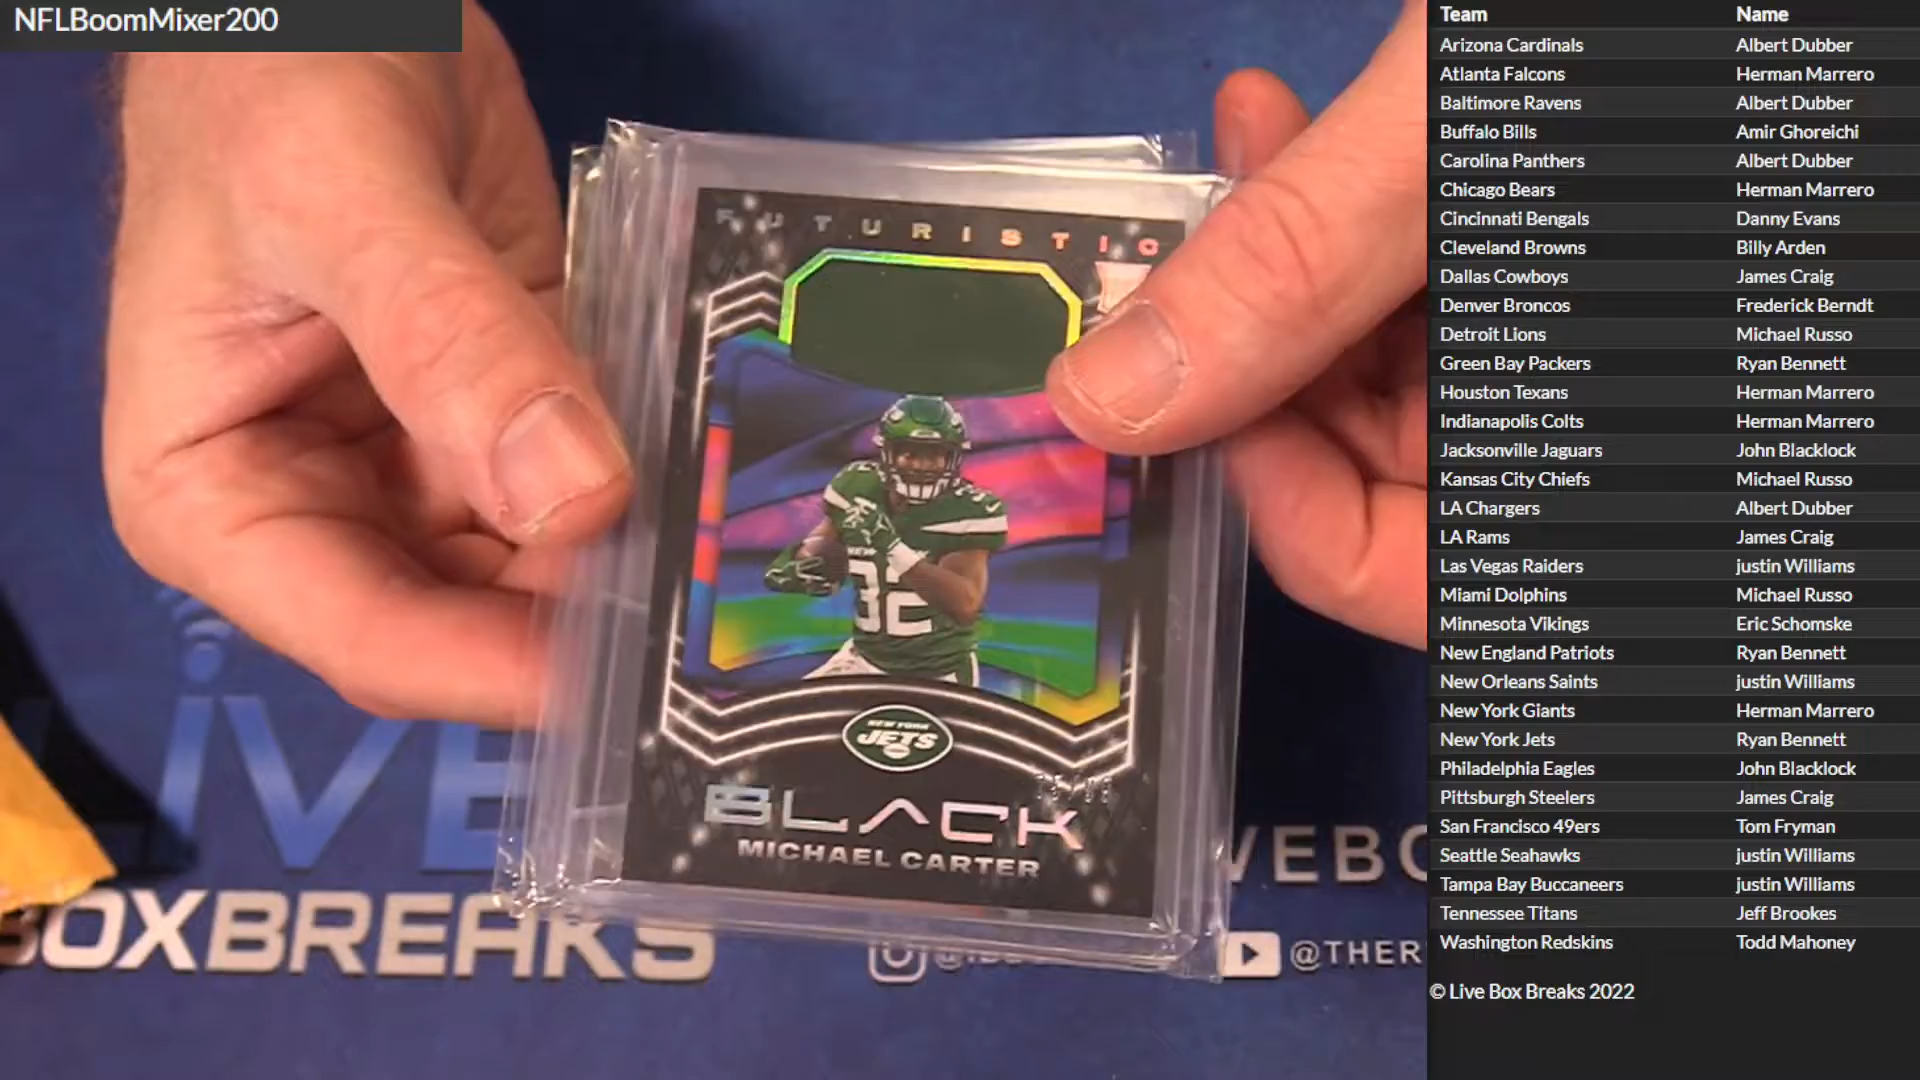 NFLBoomMixer200
FUTURISTIC
32
32
NEW YORK
JETS
BLACK
MICHAEL CARTER
LIVE
BOXBREAKS
VEBO
@THER
Team Name
Arizona Cardinals Albert Dubber
Atlanta Falcons Herman Marrero
Baltimore Ravens Albert Dubber
Buffalo Bills Amir Ghoreichi
Carolina Panthers Albert Dubber
Chicago Bears Herman Marrero
Cincinnati Bengals Danny Evans
Cleveland Browns Billy Arden
Dallas Cowboys James Craig
Denver Broncos Frederick Berndt
Detroit Lions Michael Russo
Green Bay Packers Ryan Bennett
Houston Texans Herman Marrero
Indianapolis Colts Herman Marrero
Jacksonville Jaguars John Blacklock
Kansas City Chiefs Michael Russo
LA Chargers Albert Dubber
LA Rams James Craig
Las Vegas Raiders justin Williams
Miami Dolphins Michael Russo
Minnesota Vikings Eric Schomske
New England Patriots Ryan Bennett
New Orleans Saints justin Williams
New York Giants Herman Marrero
New York Jets Ryan Bennett
Philadelphia Eagles John Blacklock
Pittsburgh Steelers James Craig
San Francisco 49ers Tom Fryman
Seattle Seahawks justin Williams
Tampa Bay Buccaneers justin Williams
Tennessee Titans Jeff Brookes
Washington Redskins Todd Mahoney
© Live Box Breaks 2022